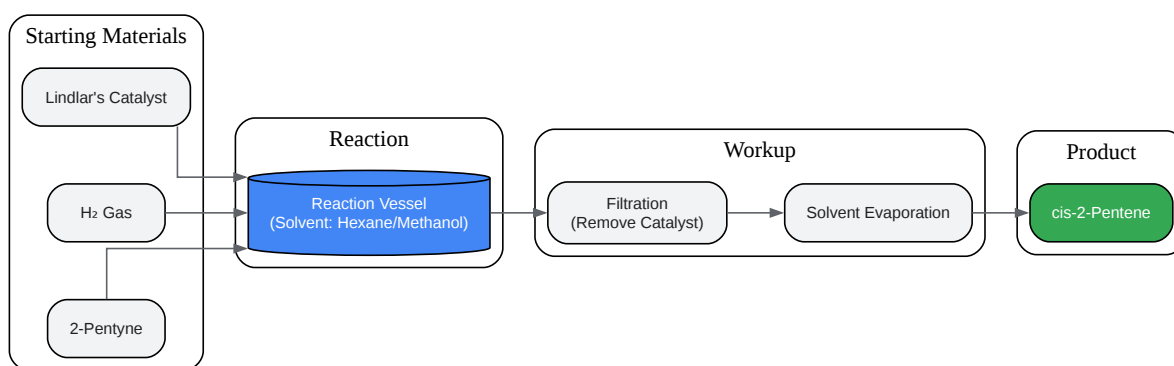 Starting Materials
Lindlar's Catalyst
H₂ Gas
2-Pentyne
Reaction
Reaction Vessel
(Solvent: Hexane/Methanol)
Workup
Filtration
(Remove Catalyst)
Solvent Evaporation
Product
cis-2-Pentene